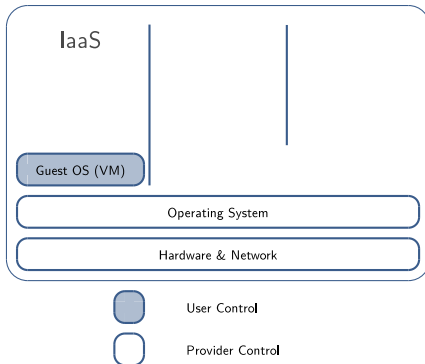 IaaS
Guest OS (VM)
Operating System
Hardware & Network
User Control
Provider Control